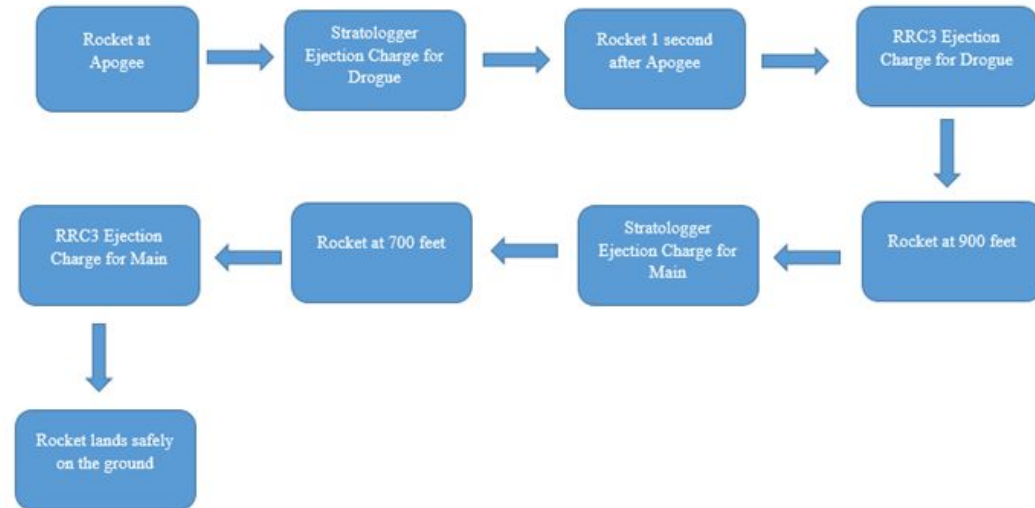 Rocket at
Apogee
Stratologger
Ejection Charge for
Drogue
Rocket 1 second
after Apogee
RRC3 Ejection
Charge for Drogue
Rocket at 900 feet
Stratologger
Ejection Charge for
Main
Rocket at 700 feet
RRC3 Ejection
Charge for Main
Rocket lands safely
on the ground